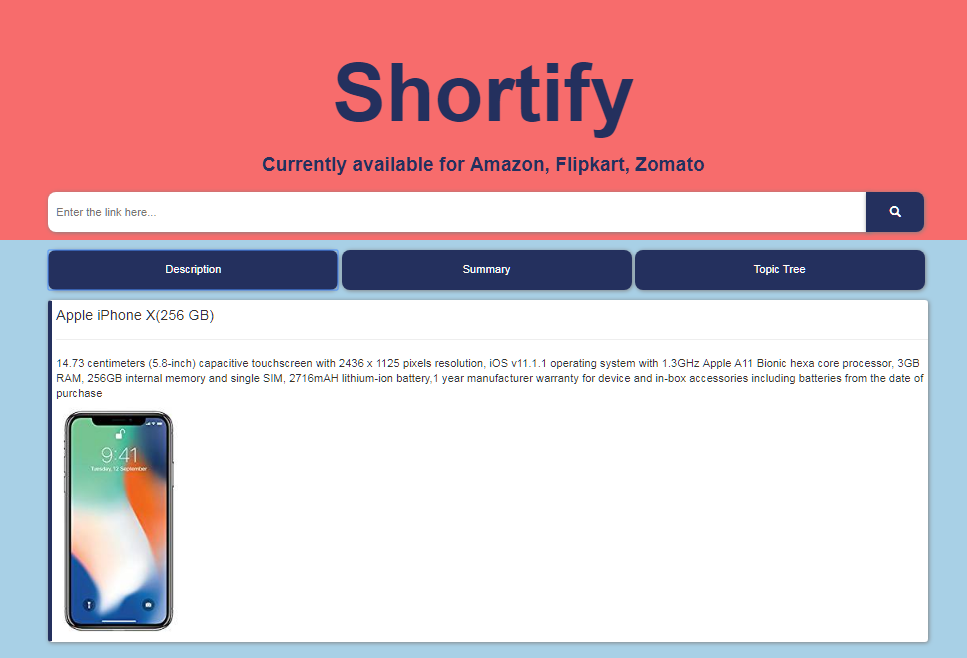 Shortify
Currently available for Amazon, Flipkart, Zomato
Enter the link here...
Description
Summary
Topic Tree
Apple iPhone X(256 GB)
14.73 centimeters (5.8-inch) capacitive touchscreen with 2436 x 1125 pixels resolution, iOS v11.1.1 operating system with 1.3GHz Apple A11 Bionic hexa core processor, 3GB
RAM, 256GB internal memory and single SIM, 2716mAH lithium-ion battery,1 year manufacturer warranty for device and in-box accessories including batteries from the date of
purchase
9:41
Tuesday, 12 September